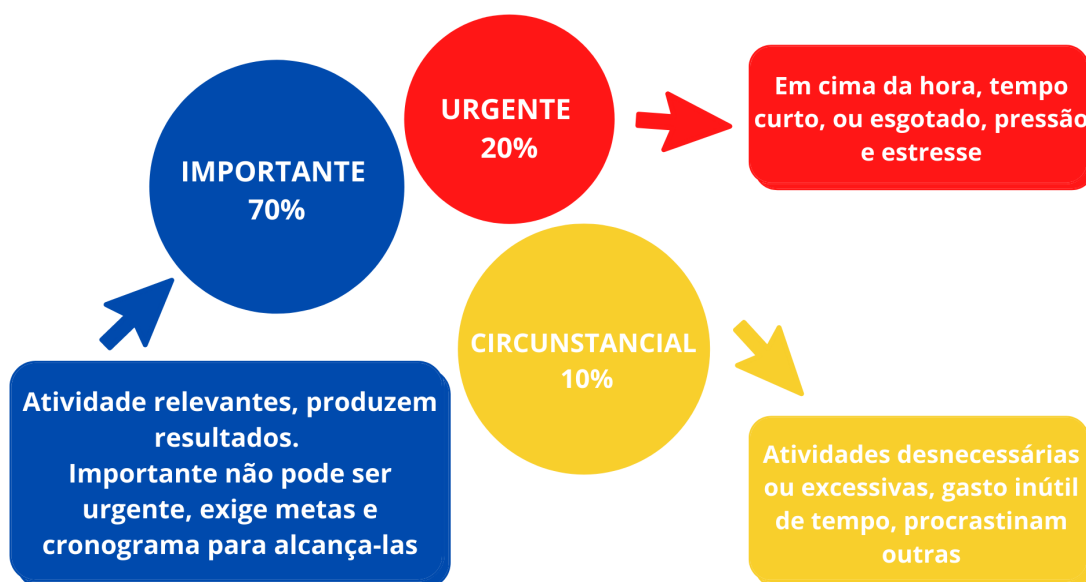 URGENTE
20%
Em cima da hora, tempo
curto, ou esgotado, pressão
e estresse
IMPORTANTE
70%
CIRCUNSTANCIAL
10%
Atividade relevantes, produzem
resultados.
Importante não pode ser
urgente, exige metas e
cronograma para alcança-las
Atividades desnecessárias
ou excessivas, gasto inútil
de tempo, procrastinam
outras